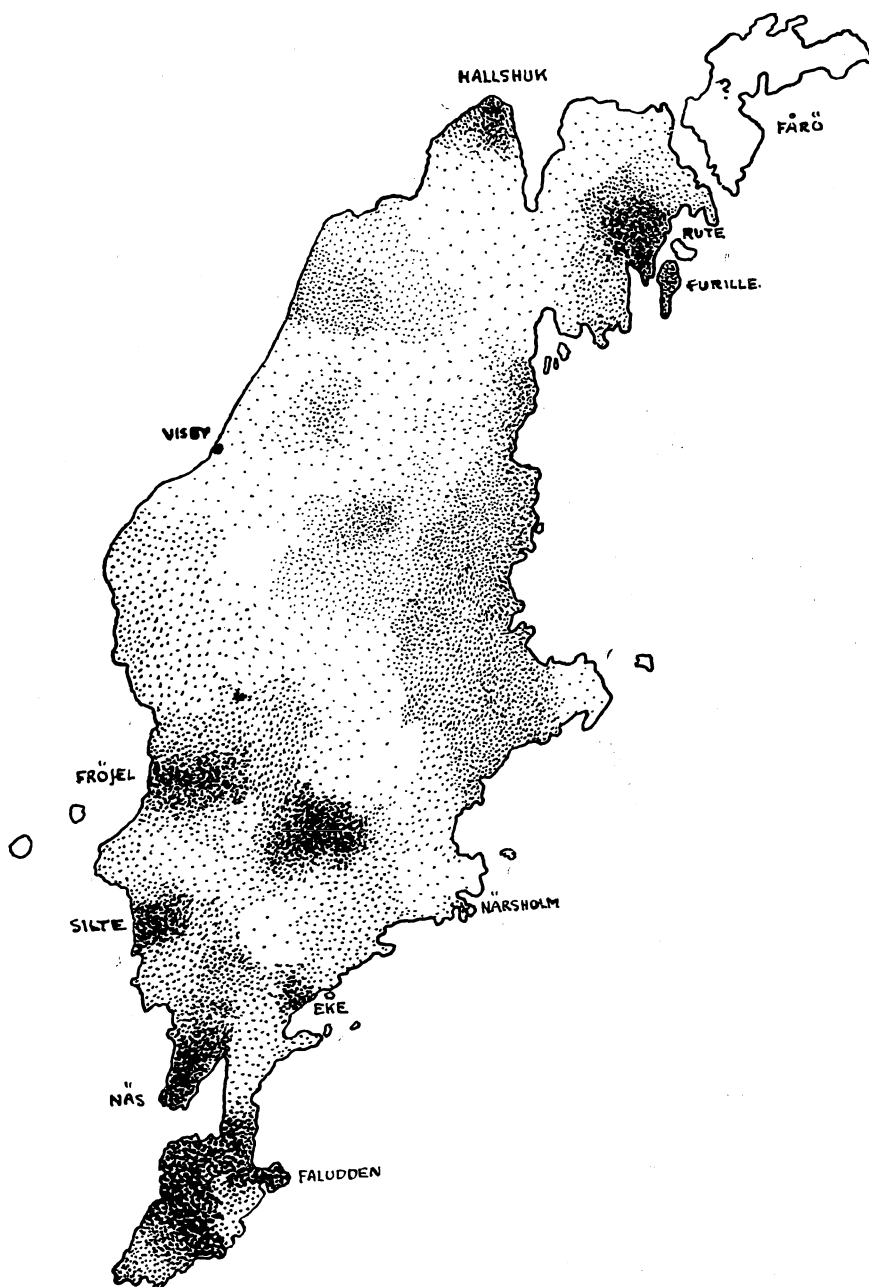 HALLSHUK
?
FÅRÖ
RUTE
FURILLE.
VISBY
FRÖJEL
NÄRSHOLM
SILTE
EKE
NÄS
FALUDDEN